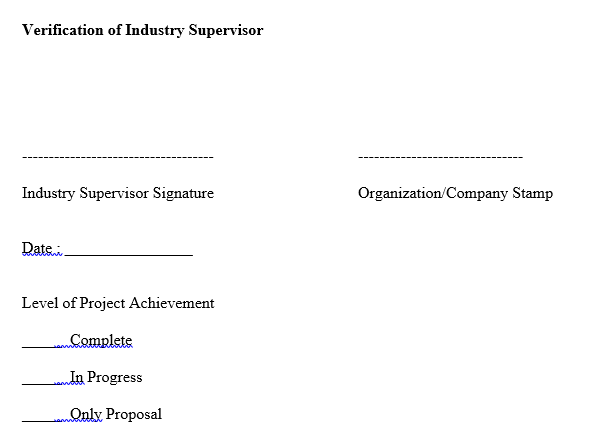 Verification of Industry Supervisor
------------------------------------ -------------------------------
Industry Supervisor Signature Organization/Company Stamp
Date : _________________
Level of Project Achievement
______Complete
______In Progress
______Only Proposal